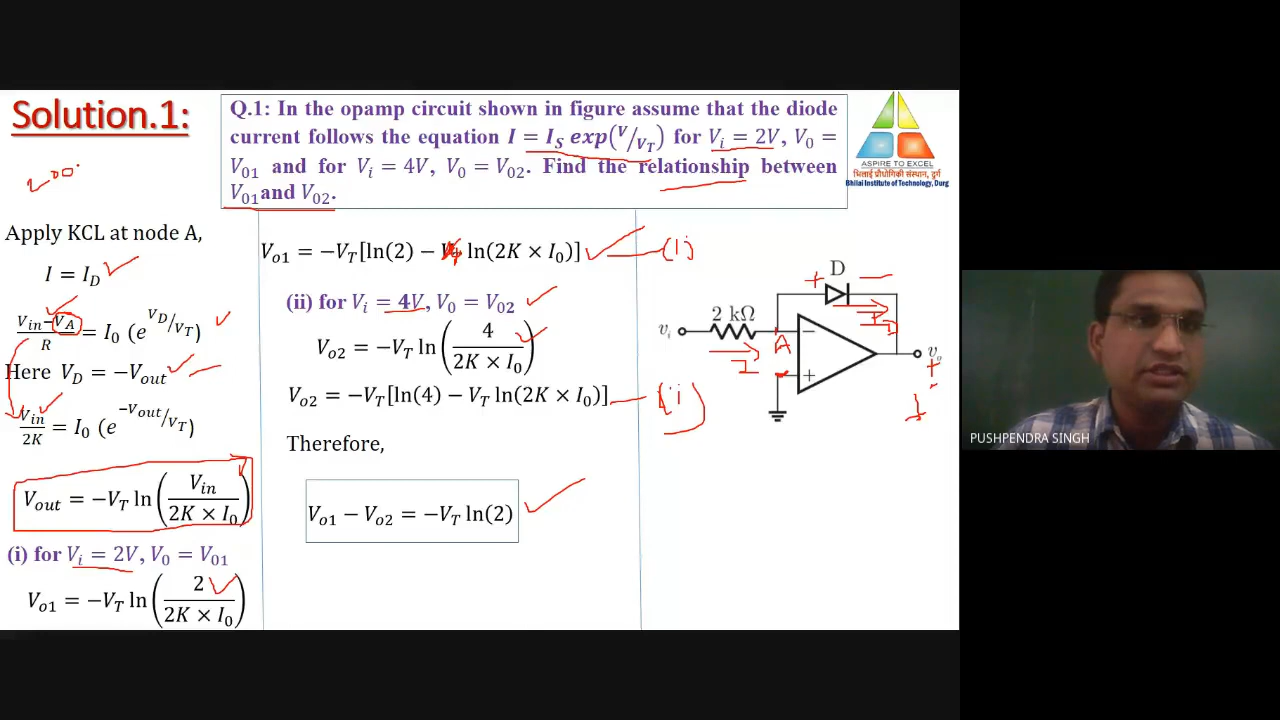 Solution.1:
Q.1: In the opamp circuit shown in figure assume that the diode
current follows the equation I = I_S exp(V/V_T) for V_i = 2V, V_0 =
V_01 and for V_i = 4V, V_0 = V_02. Find the relationship between
V_01 and V_02.
ASPIRE TO EXCEL
भिलाई प्रौद्योगिकी संस्थान, दुर्ग
Bhilai Institute of Technology, Durg
Apply KCL at node A,
I = I_D
(V_in−V_A)/R = I_0 (e^(V_D/V_T))
Here V_D = −V_out
V_in/2K = I_0 (e^(−V_out/V_T))
V_out = −V_T ln(V_in/(2K × I_0))
(i) for V_i = 2V, V_0 = V_01
V_o1 = −V_T ln(2/(2K × I_0))
V_o1 = −V_T[ln(2) − ln(2K × I_0)]
(i)
(ii) for V_i = 4V, V_0 = V_02
V_o2 = −V_T ln(4/(2K × I_0))
V_o2 = −V_T[ln(4) − V_T ln(2K × I_0)]
(ii)
Therefore,
V_o1 − V_o2 = −V_T ln(2)
+ D −
2 kΩ
I_D
v_i
A
I
−
+
v_o
+
PUSHPENDRA SINGH